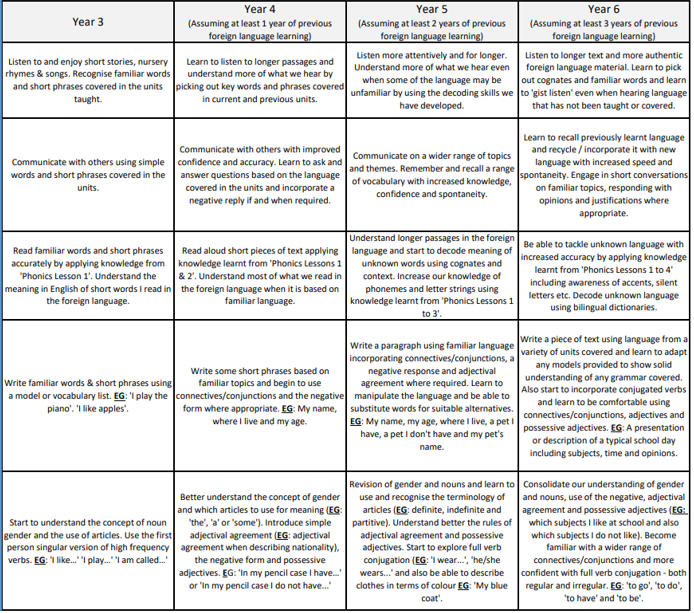 Year 3
Year 4
(Assuming at least 1 year of previous
foreign language learning)
Year 5
(Assuming at least 2 years of previous
foreign language learning)
Year 6
(Assuming at least 3 years of previous
foreign language learning)
Listen to and enjoy short stories, nursery
rhymes & songs. Recognise familiar words
and short phrases covered in the units
taught.
Learn to listen to longer passages and
understand more of what we hear by
picking out key words and phrases covered
in current and previous units.
Listen more attentively and for longer.
Understand more of what we hear even
when some of the language may be
unfamiliar by using the decoding skills we
have developed.
Listen to longer text and more authentic
foreign language material. Learn to pick
out cognates and familiar words and learn
to 'gist listen' even when hearing language
that has not been taught or covered.
Communicate with others using simple
words and short phrases covered in the
units.
Communicate with others with improved
confidence and accuracy. Learn to ask and
answer questions based on the language
covered in the units and incorporate a
negative reply if and when required.
Communicate on a wider range of topics
and themes. Remember and recall a range
of vocabulary with increased knowledge,
confidence and spontaneity.
Learn to recall previously learnt language
and recycle / incorporate it with new
language with increased speed and
spontaneity. Engage in short conversations
on familiar topics, responding with
opinions and justifications where
appropriate.
Read familiar words and short phrases
accurately by applying knowledge from
'Phonics Lesson 1'. Understand the
meaning in English of short words I read in
the foreign language.
Read aloud short pieces of text applying
knowledge learnt from 'Phonics Lessons 1
& 2'. Understand most of what we read in
the foreign language when it is based on
familiar language.
Understand longer passages in the foreign
language and start to decode meaning of
unknown words using cognates and
context. Increase our knowledge of
phonemes and letter strings using
knowledge learnt from 'Phonics Lessons 1
to 3'.
Be able to tackle unknown language with
increased accuracy by applying knowledge
learnt from 'Phonics Lessons 1 to 4'
including awareness of accents, silent
letters etc. Decode unknown language
using bilingual dictionaries.
Write familiar words & short phrases using
a model or vocabulary list. EG: 'I play the
piano'. 'I like apples'.
Write some short phrases based on
familiar topics and begin to use
connectives/conjunctions and the negative
form where appropriate. EG: My name,
where I live and my age.
Write a paragraph using familiar language
incorporating connectives/conjunctions, a
negative response and adjectival
agreement where required. Learn to
manipulate the language and be able to
substitute words for suitable alternatives.
EG: My name, my age, where I live, a pet I
have, a pet I don't have and my pet's
name.
Write a piece of text using language from a
variety of units covered and learn to adapt
any models provided to show solid
understanding of any grammar covered.
Also start to incorporate conjugated verbs
and learn to be comfortable using
connectives/conjunctions, adjectives and
possessive adjectives. EG: A presentation
or description of a typical school day
including subjects, time and opinions.
Start to understand the concept of noun
gender and the use of articles. Use the first
person singular version of high frequency
verbs. EG: 'I like...' 'I play...' 'I am called...'
Better understand the concept of gender
and which articles to use for meaning (EG:
'the', 'a' or 'some'). Introduce simple
adjectival agreement (EG: adjectival
agreement when describing nationality),
the negative form and possessive
adjectives. EG: 'In my pencil case I have...'
or 'In my pencil case I do not have...'
Revision of gender and nouns and learn to
use and recognise the terminology of
articles (EG: definite, indefinite and
partitive). Understand better the rules of
adjectival agreement and possessive
adjectives. Start to explore full verb
conjugation (EG: 'I wear...', 'he/she
wears...' and also be able to describe
clothes in terms of colour EG: 'My blue
coat'.
Consolidate our understanding of gender
and nouns, use of the negative, adjectival
agreement and possessive adjectives (EG:
which subjects I like at school and also
which subjects I do not like). Become
familiar with a wider range of
connectives/conjunctions and more
confident with full verb conjugation - both
regular and irregular. EG: 'to go', 'to do',
'to have' and 'to be'.